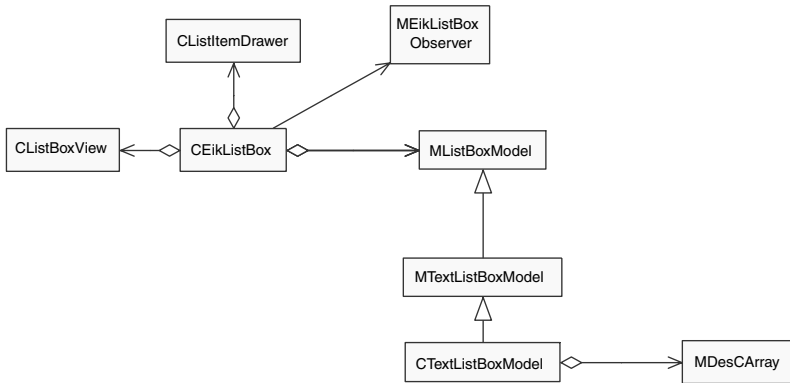 MEikListBox
Observer
CListItemDrawer
CListBoxView
CEikListBox
MListBoxModel
MTextListBoxModel
CTextListBoxModel
MDesCArray